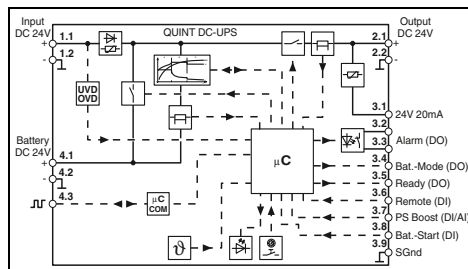 Input
DC 24V
QUINT DC-UPS
Output
DC 24V
+
1.1
2.1
+
-
1.2
2.2
-
UVD
OVD
3.1
24V 20mA
3.2
Battery
DC 24V
µC
3.3
Alarm (DO)
+
4.1
3.4
Bat.-Mode (DO)
-
4.2
3.5
Ready (DO)
4.3
µC
COM
3.6
Remote (DI)
3.7
PS Boost (DI/AI)
ϑ
3.8
Bat.-Start (DI)
3.9
SGnd